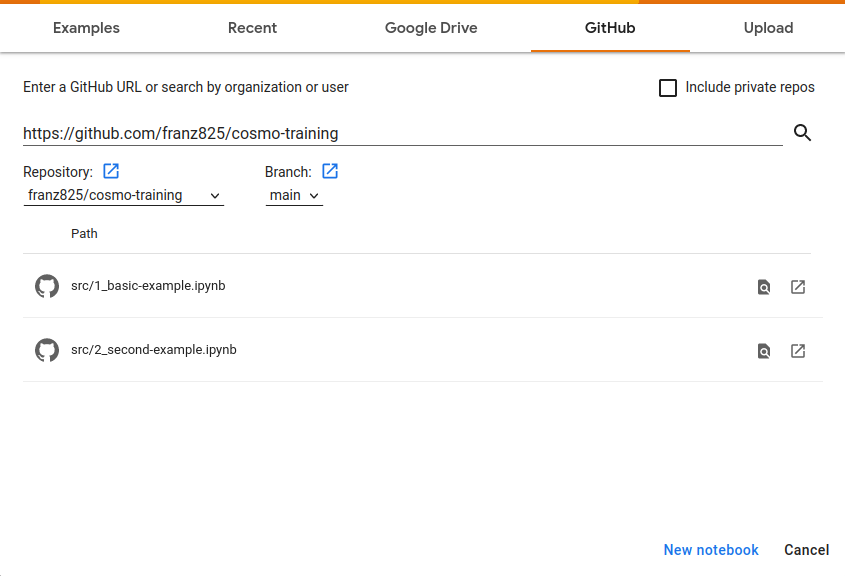 Examples Recent Google Drive GitHub Upload
Enter a GitHub URL or search by organization or user Include private repos
https://github.com/franz825/cosmo-training
Repository: Branch:
franz825/cosmo-training main
Path
src/1_basic-example.ipynb
src/2_second-example.ipynb
New notebook Cancel